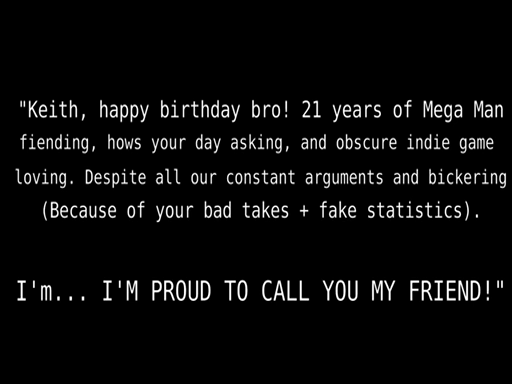 "Keith, happy birthday bro! 21 years of Mega Man
fiending, hows your day asking, and obscure indie game
loving. Despite all our constant arguments and bickering
(Because of your bad takes + fake statistics).
I'm... I'M PROUD TO CALL YOU MY FRIEND!"